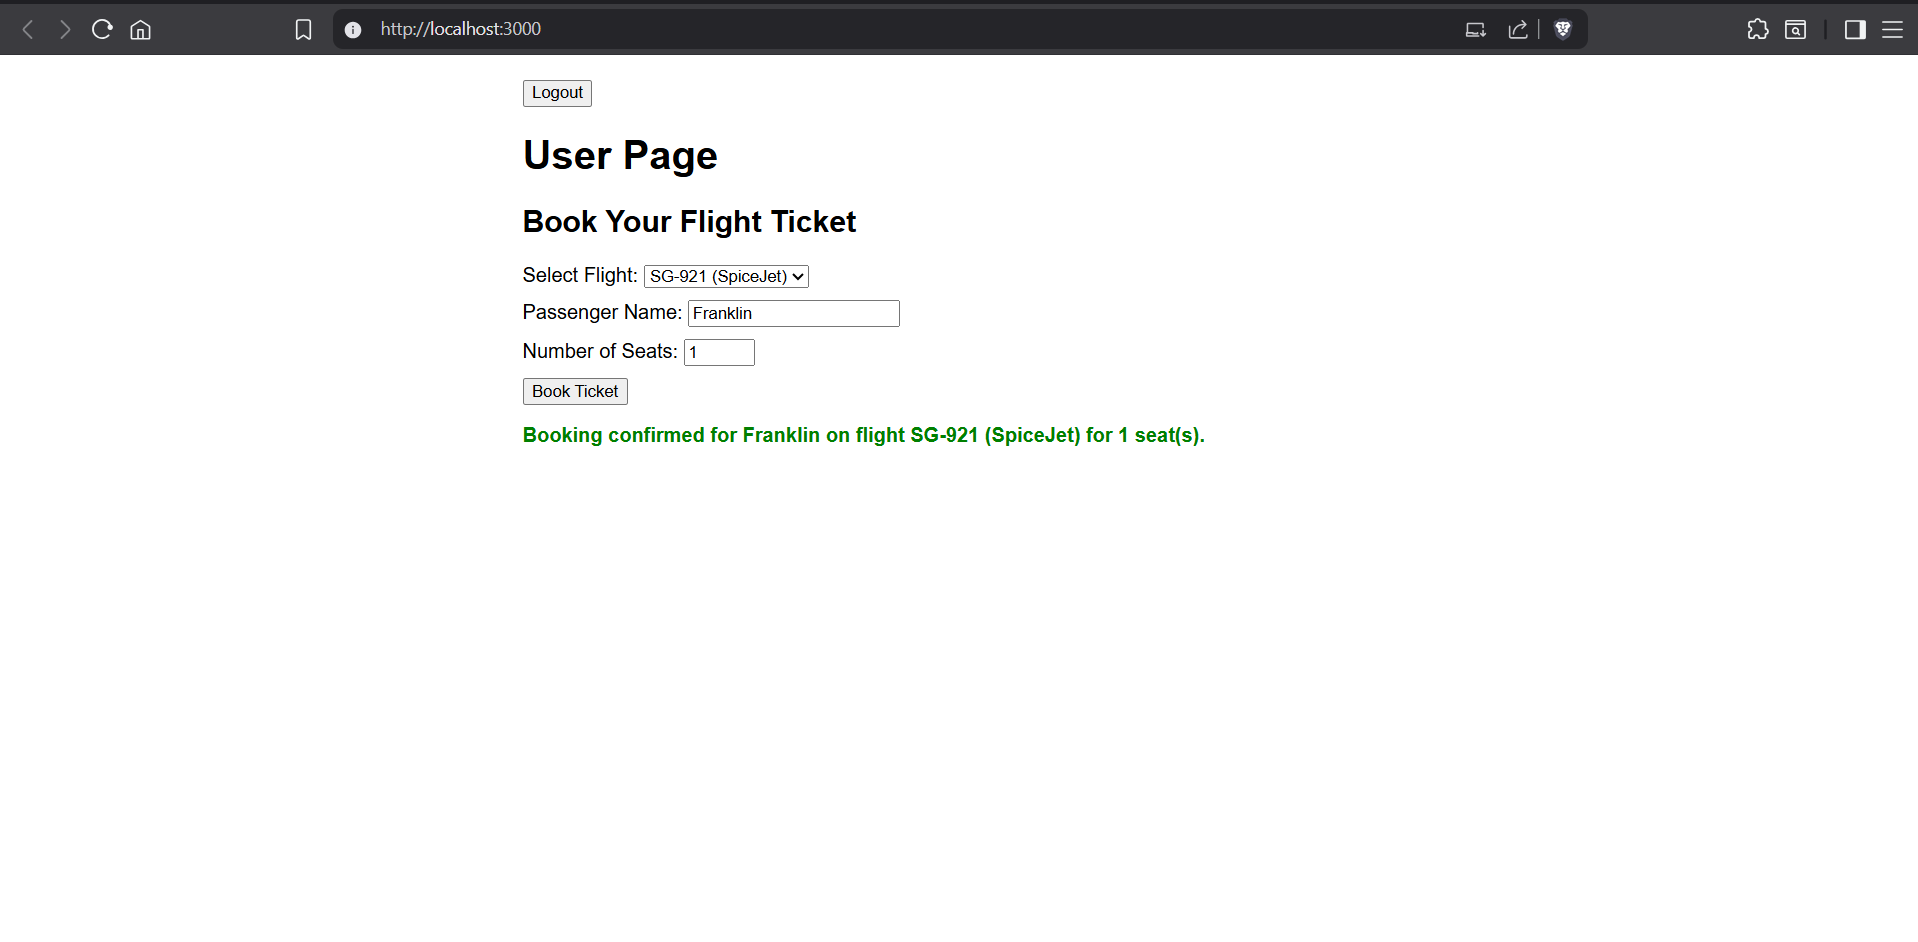 http://localhost:3000
Logout
User Page
Book Your Flight Ticket
Select Flight: SG-921 (SpiceJet)
Passenger Name: Franklin
Number of Seats: 1
Book Ticket
Booking confirmed for Franklin on flight SG-921 (SpiceJet) for 1 seat(s).